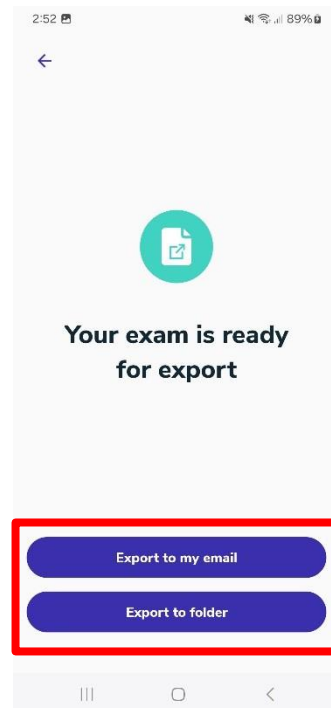 2:52 89%
Your exam is ready
for export
Export to my email
Export to folder